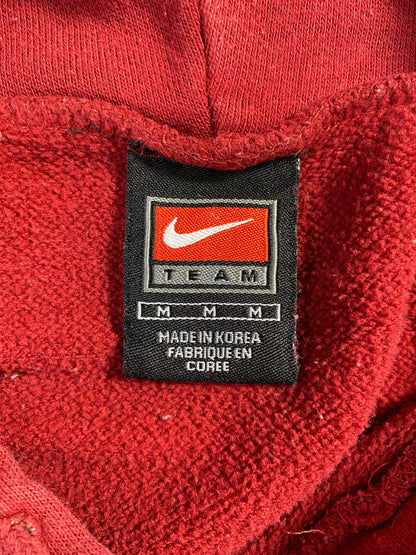 TEAM
M M M
MADE IN KOREA
FABRIQUE EN
COREE